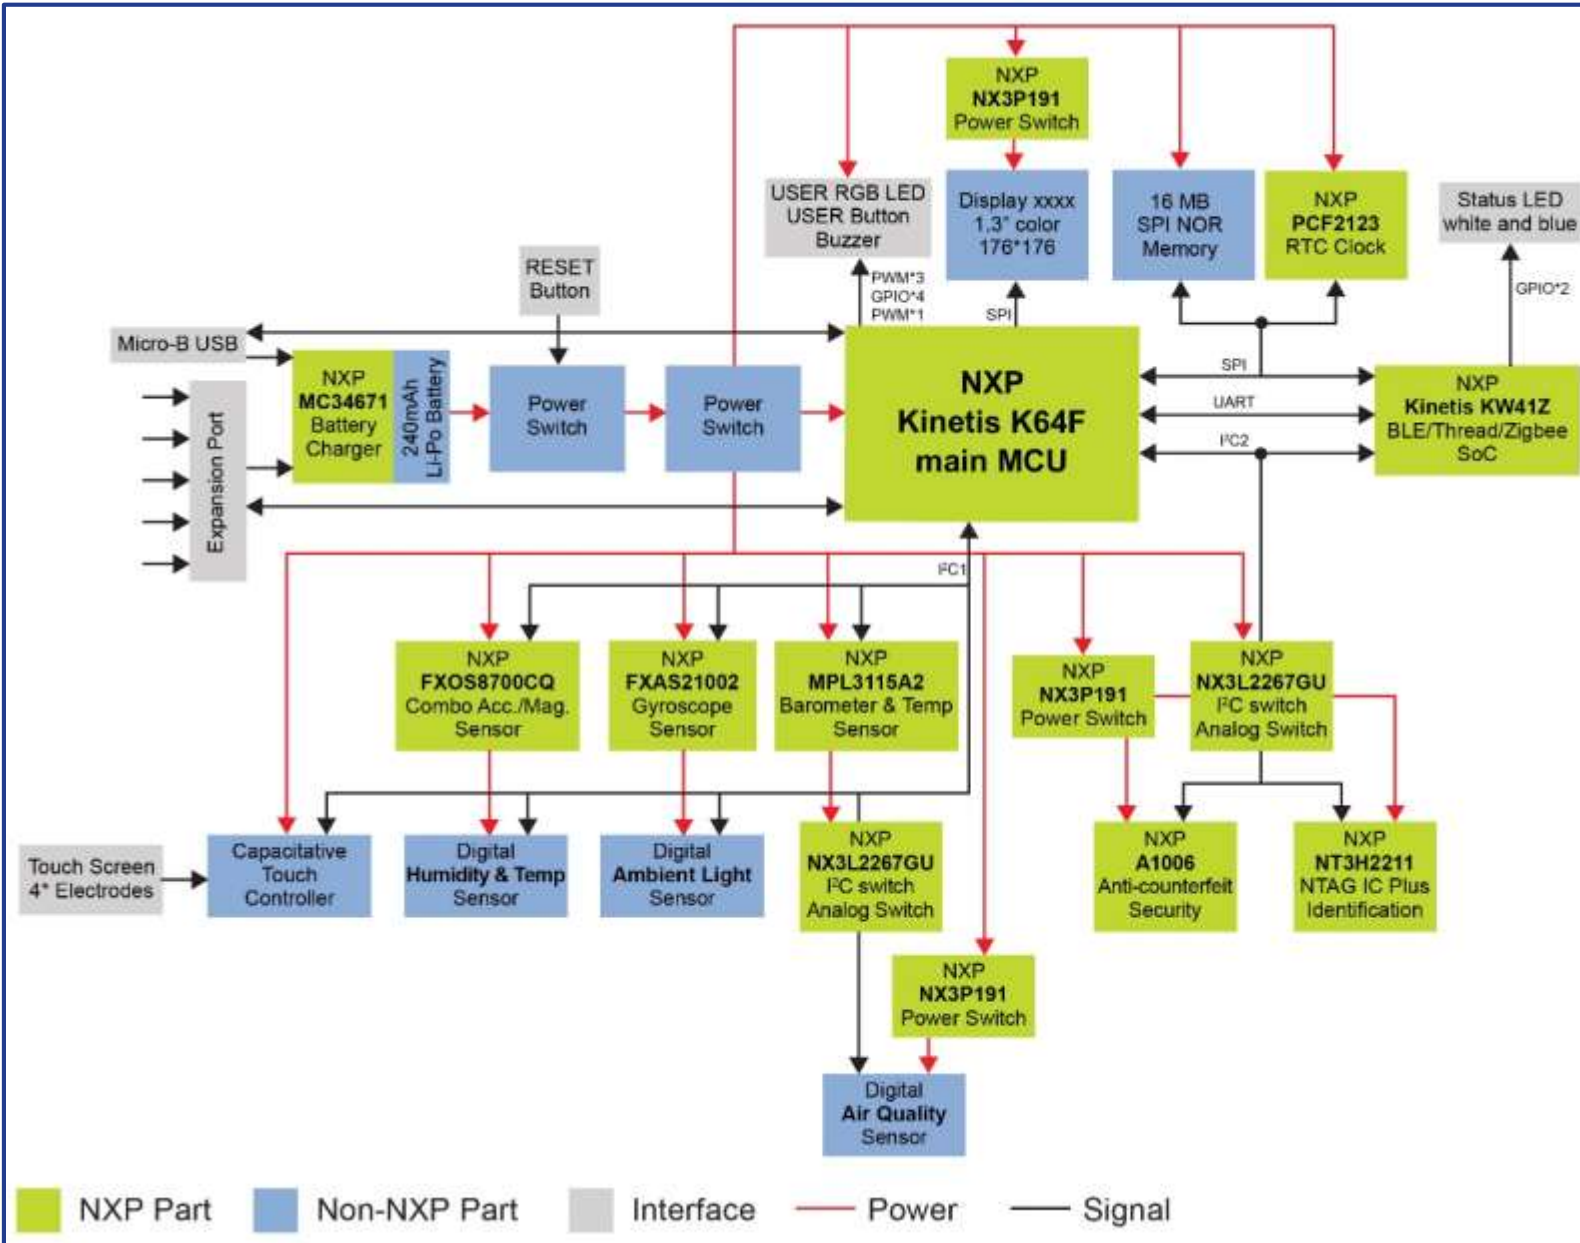 NXP
NX3P191
Power Switch
USER RGB LED
USER Button
Buzzer
Display xxxx
1.3" color
176*176
16 MB
SPI NOR
Memory
NXP
PCF2123
RTC Clock
Status LED
white and blue
RESET
Button
PWM*3
GPIO*4
PWM*1
SPI
GPIO*2
Micro-B USB
Expansion Port
NXP
MC34671
Battery
Charger
240mAh
Li-Po Battery
Power
Switch
Power
Switch
NXP
Kinetis K64F
main MCU
SPI
UART
I²C2
NXP
Kinetis KW41Z
BLE/Thread/Zigbee
SoC
I²C1
NXP
FXOS8700CQ
Combo Acc./Mag.
Sensor
NXP
FXAS21002
Gyroscope
Sensor
NXP
MPL3115A2
Barometer & Temp
Sensor
NXP
NX3P191
Power Switch
NXP
NX3L2267GU
I²C switch
Analog Switch
Touch Screen
4* Electrodes
Capacitative
Touch
Controller
Digital
Humidity & Temp
Sensor
Digital
Ambient Light
Sensor
NXP
NX3L2267GU
I²C switch
Analog Switch
NXP
A1006
Anti-counterfeit
Security
NXP
NT3H2211
NTAG IC Plus
Identification
NXP
NX3P191
Power Switch
Digital
Air Quality
Sensor
NXP Part
Non-NXP Part
Interface
Power
Signal